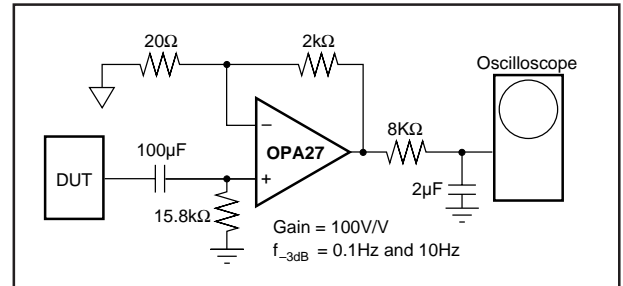 20Ω
2kΩ
Oscilloscope
8KΩ
100µF
OPA27
DUT
2µF
15.8kΩ
Gain = 100V/V
f–3dB = 0.1Hz and 10Hz
–
+